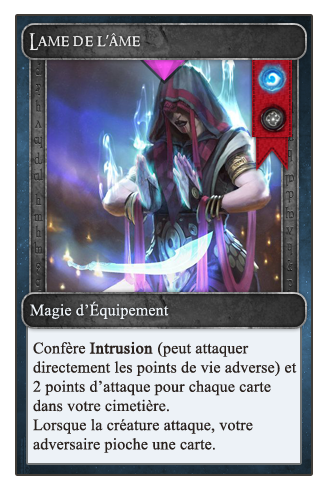 Lame de l'âme
Magie d'Équipement
Confère Intrusion (peut attaquer
directement les points de vie adverse) et
2 points d'attaque pour chaque carte
dans votre cimetière.
Lorsque la créature attaque, votre
adversaire pioche une carte.